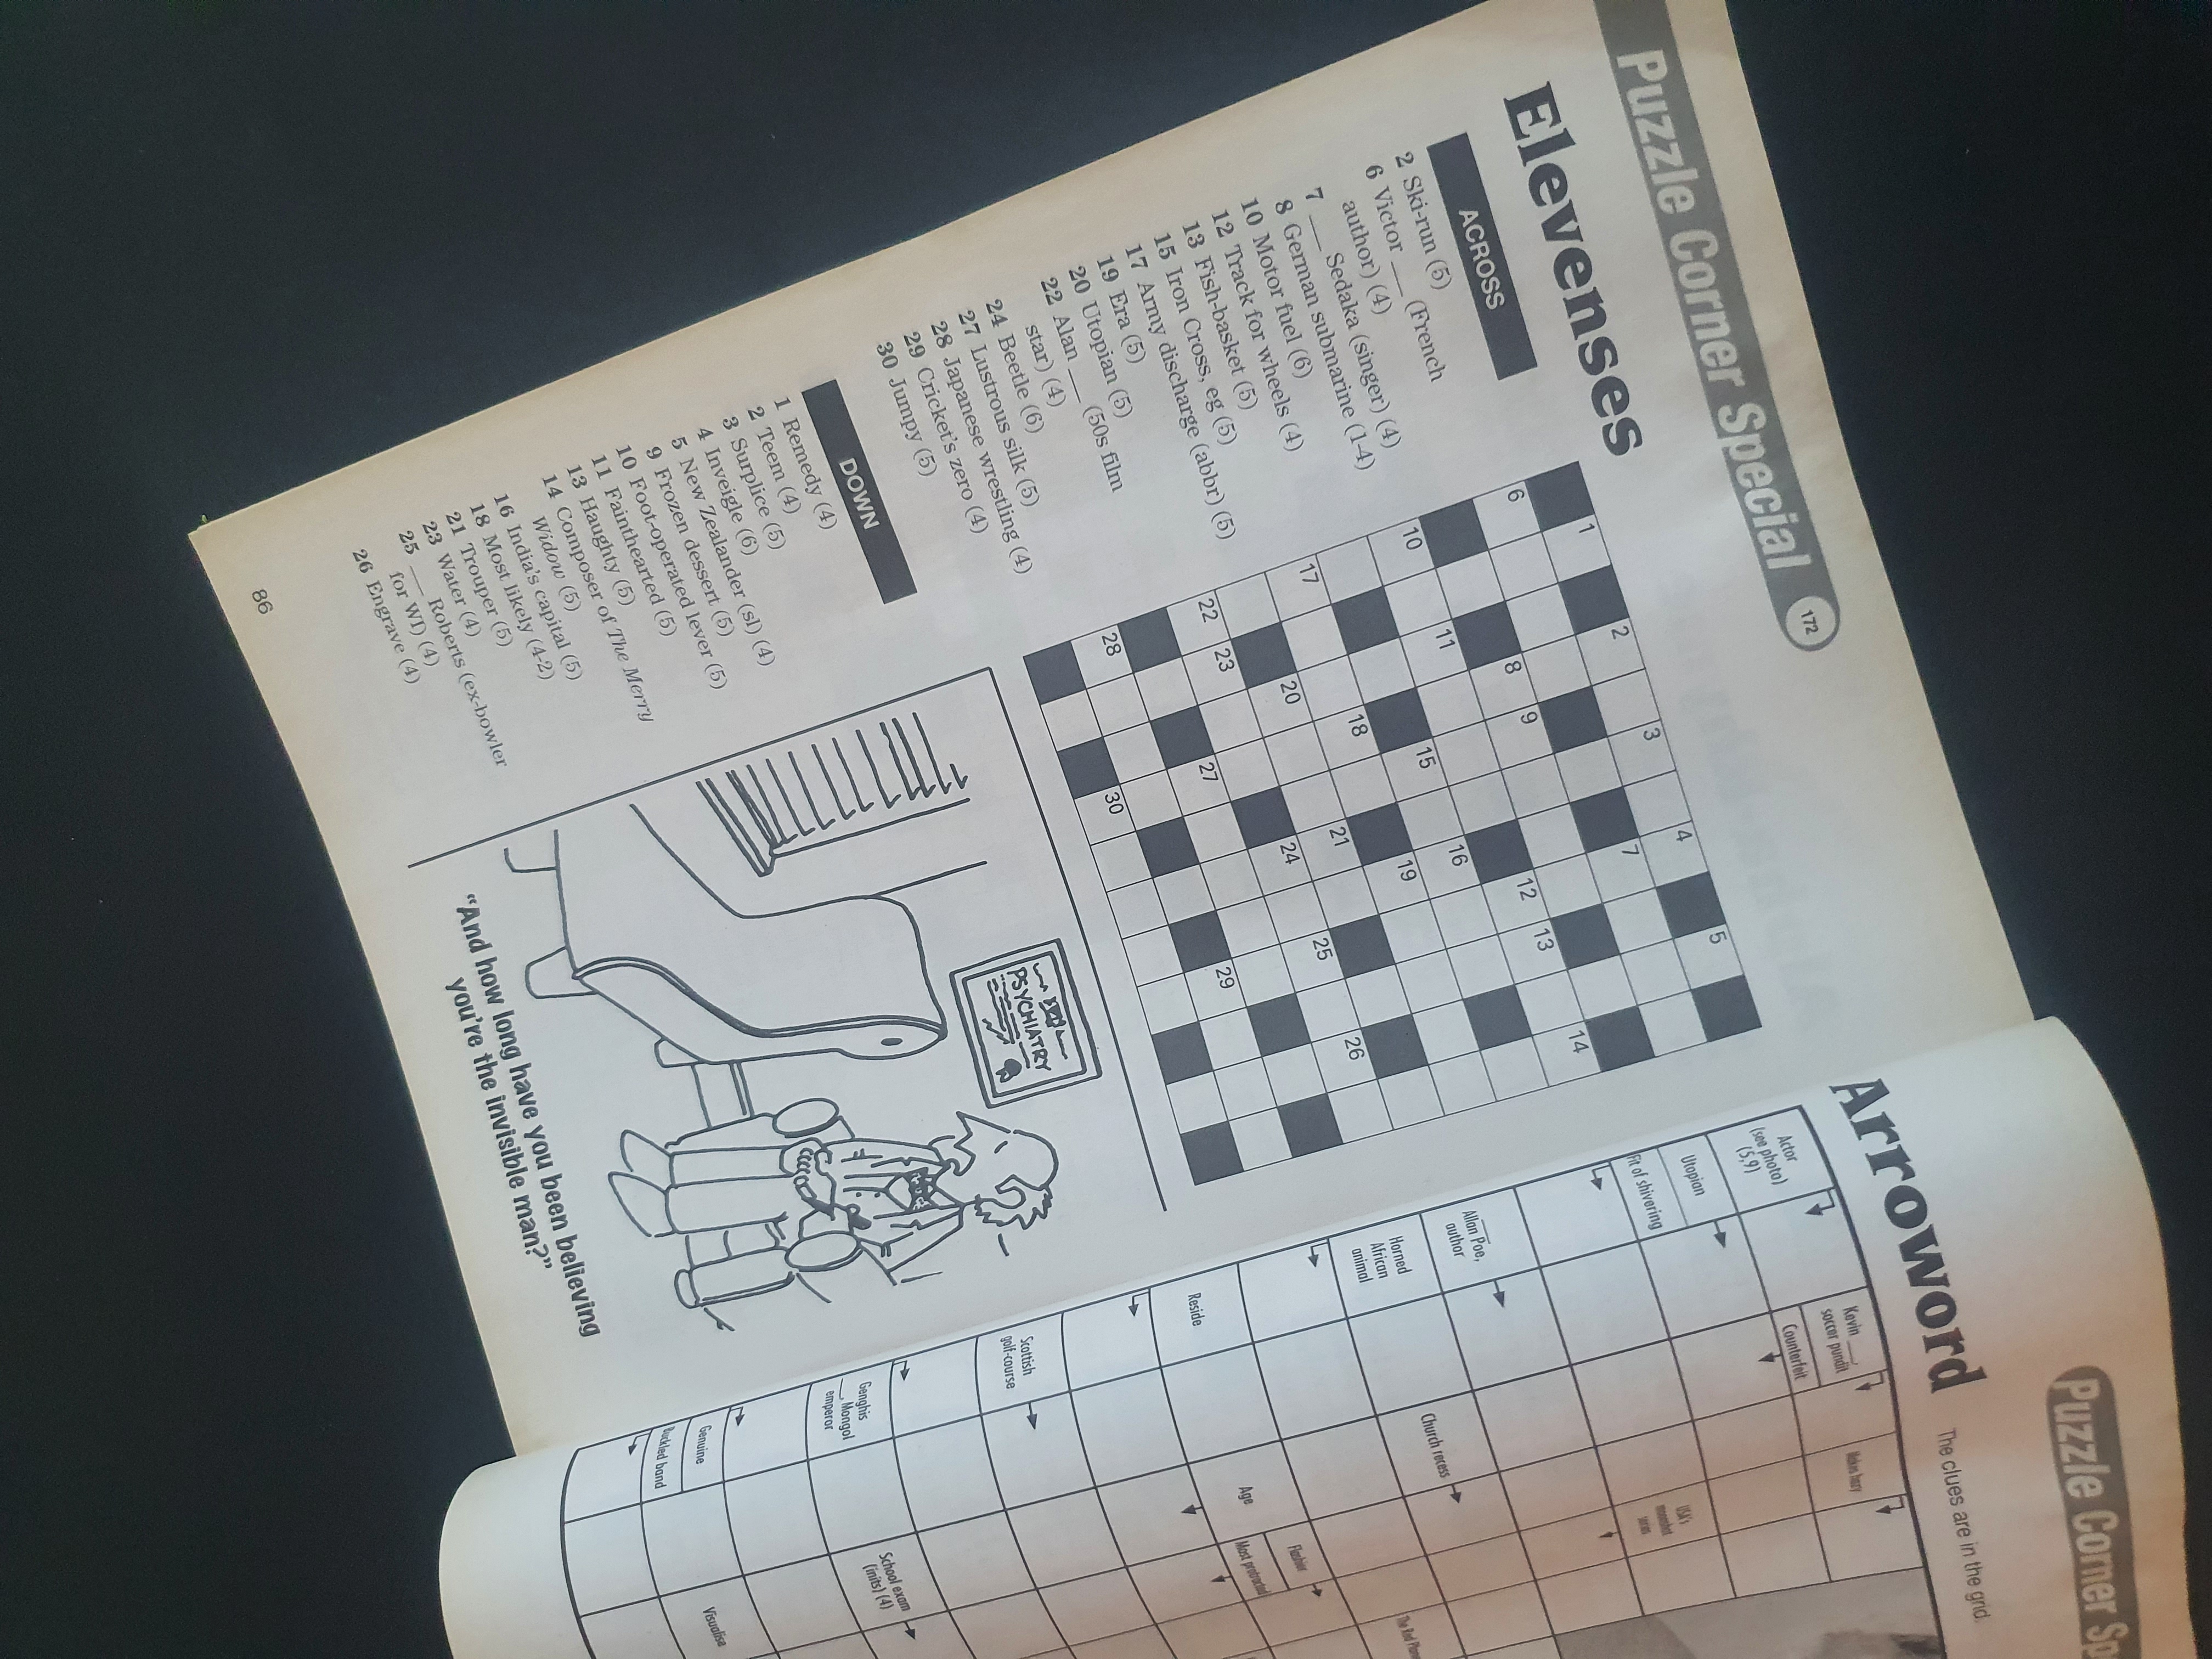 Puzzle Corner Special 172
Elevenses
ACROSS
2 Ski-run (5)
6 Victor ___ (French
author) (4)
7 ___ Sedaka (singer) (4)
8 German submarine (1-4)
10 Motor fuel (6)
12 Track for wheels (4)
13 Fish-basket (5)
15 Iron Cross, eg (5)
17 Army discharge (abbr) (5)
19 Era (5)
20 Utopian (5)
22 Alan ___ (50s film
star) (4)
24 Beetle (6)
27 Lustrous silk (5)
28 Japanese wrestling (4)
29 Cricket's zero (4)
30 Jumpy (5)
DOWN
1 Remedy (4)
2 Teem (4)
3 Surplice (5)
4 Inveigle (6)
5 New Zealander (sl) (4)
9 Frozen dessert (5)
10 Foot-operated lever (5)
11 Fainthearted (5)
13 Haughty (5)
14 Composer of The Merry
Widow (5)
16 India's capital (5)
18 Most likely (4-2)
21 Trouper (5)
23 Water (4)
25 ___ Roberts (ex-bowler
for WI) (4)
26 Engrave (4)
1
2
3
4
5
6
7
8
9
10
11
12
13
14
15
16
17
18
19
20
21
22
23
24
25
26
27
28
29
30
PSYCHIATRY
"And how long have you been believing
you're the invisible man?"
86
Puzzle Corner Sp
Arroword
The clues are in the grid.
Actor
(see photo)
(5,9)
Kevin ___
soccer pundit
Counterfeit
Makes hazy
Utopian
Fit of shivering
USA's
___ Allan Poe,
author
Horned
African
animal
Church recess
The Red
Reside
Age
Flavour
Most
Scottish
golf-course
Genghis
___, Mongol
emperor
School exam
(inits) (4)
Genuine
Buckled band
Visualise